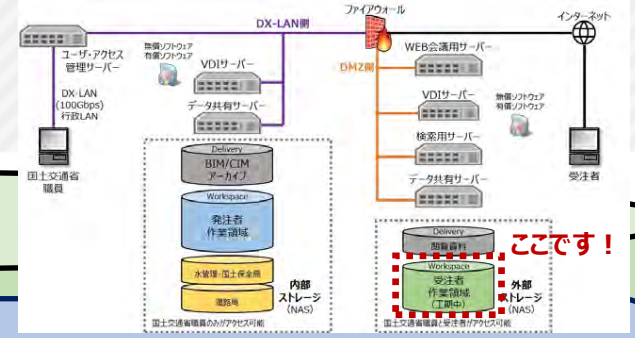 DX-LAN側
ファイアウォール
インターネット
ユーザ・アクセス
管理サーバー
無償ソフトウェア
有償ソフトウェア
VDIサーバー
データ共有サーバー
DX-LAN
(100Gbps)
行政LAN
国土交通省
職員
DMZ側
WEB会議用サーバー
VDIサーバー
無償ソフトウェア
有償ソフトウェア
検索用サーバー
データ共有サーバー
受注者
Delivery
BIM/CIM
アーカイブ
Workspace
発注者
作業領域
水管理・国土保全局
道路局
内部
ストレージ
(NAS)
国土交通省職員のみがアクセス可能
Delivery
閲覧資料
ここです！
Workspace
受注者
作業領域
(工期中)
外部
ストレージ
(NAS)
国土交通省職員と受注者がアクセス可能